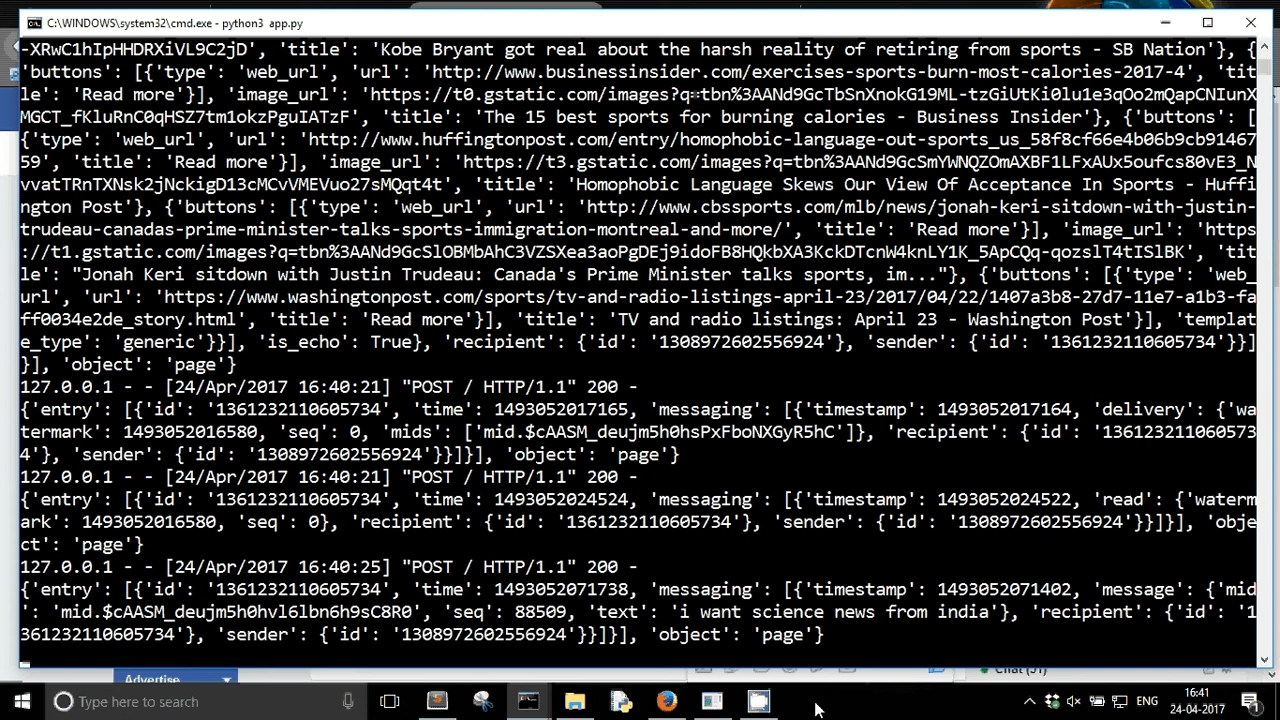 C:\WINDOWS\system32\cmd.exe - python3  app.py
-XRwC1hIpHHDRXiVL9C2jD', 'title': 'Kobe Bryant got real about the harsh reality of retiring from sports - SB Nation'}, {
'buttons': [{'type': 'web_url', 'url': 'http://www.businessinsider.com/exercises-sports-burn-most-calories-2017-4', 'tit
le': 'Read more'}], 'image_url': 'https://t0.gstatic.com/images?q=tbn%3AANd9GcTbSnXnokG19ML-tzGiUtKi0lu1e3qOo2mQapCNIunX
MGCT_fKluRnC0qHSZ7tm1okzPguIATzF', 'title': 'The 15 best sports for burning calories - Business Insider'}, {'buttons': [
{'type': 'web_url', 'url': 'http://www.huffingtonpost.com/entry/homophobic-language-out-sports_us_58f8cf66e4b06b9cb91467
59', 'title': 'Read more'}], 'image_url': 'https://t3.gstatic.com/images?q=tbn%3AANd9GcSmYWNQZOmAXBF1LFxAUx5oufcs80vE3_N
vvatTRnTXNsk2jNckigD13cMCvVMEVuo27sMQqt4t', 'title': 'Homophobic Language Skews Our View Of Acceptance In Sports - Huffi
ngton Post'}, {'buttons': [{'type': 'web_url', 'url': 'http://www.cbssports.com/mlb/news/jonah-keri-sitdown-with-justin-
trudeau-canadas-prime-minister-talks-sports-immigration-montreal-and-more/', 'title': 'Read more'}], 'image_url': 'https
://t1.gstatic.com/images?q=tbn%3AANd9GcSlOBMbAhC3VZSXea3aoPgDEj9idoFB8HQkbXA3KckDTcnW4knLY1K_5ApCQq-qozslT4tISlBK', 'tit
le': "Jonah Keri sitdown with Justin Trudeau: Canada's Prime Minister talks sports, im..."}, {'buttons': [{'type': 'web_
url', 'url': 'https://www.washingtonpost.com/sports/tv-and-radio-listings-april-23/2017/04/22/1407a3b8-27d7-11e7-a1b3-fa
ff0034e2de_story.html', 'title': 'Read more'}], 'title': 'TV and radio listings: April 23 - Washington Post'}], 'templat
e_type': 'generic'}}], 'is_echo': True}, 'recipient': {'id': '1308972602556924'}, 'sender': {'id': '1361232110605734'}}]
}], 'object': 'page'}
127.0.0.1 - - [24/Apr/2017 16:40:21] "POST / HTTP/1.1" 200 -
{'entry': [{'id': '1361232110605734', 'time': 1493052017165, 'messaging': [{'timestamp': 1493052017164, 'delivery': {'wa
termark': 1493052016580, 'seq': 0, 'mids': ['mid.$cAASM_deujm5h0hsPxFboNXGyR5hC']}, 'recipient': {'id': '136123211060573
4'}, 'sender': {'id': '1308972602556924'}}]}], 'object': 'page'}
127.0.0.1 - - [24/Apr/2017 16:40:21] "POST / HTTP/1.1" 200 -
{'entry': [{'id': '1361232110605734', 'time': 1493052024524, 'messaging': [{'timestamp': 1493052024522, 'read': {'waterm
ark': 1493052016580, 'seq': 0}, 'recipient': {'id': '1361232110605734'}, 'sender': {'id': '1308972602556924'}}]}], 'obje
ct': 'page'}
127.0.0.1 - - [24/Apr/2017 16:40:25] "POST / HTTP/1.1" 200 -
{'entry': [{'id': '1361232110605734', 'time': 1493052071738, 'messaging': [{'timestamp': 1493052071402, 'message': {'mid
': 'mid.$cAASM_deujm5h0hvl6lbn6h9sC8R0', 'seq': 88509, 'text': 'i want science news from india'}, 'recipient': {'id': '1
361232110605734'}, 'sender': {'id': '1308972602556924'}}]}], 'object': 'page'}
Advertise
Chat (51)
Type here to search
ENG
16:41
24-04-2017